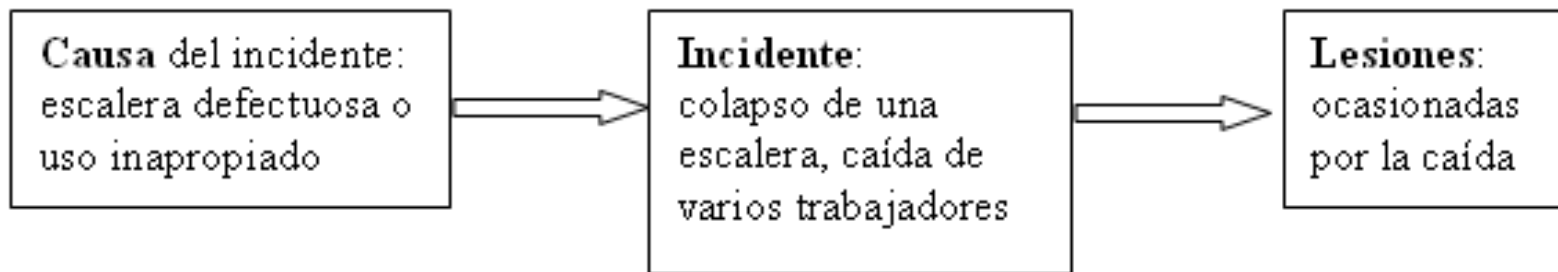 Causa del incidente:
escalera defectuosa o
uso inapropiado
Incidente:
colapso de una
escalera, caída de
varios trabajadores
Lesiones:
ocasionadas
por la caída